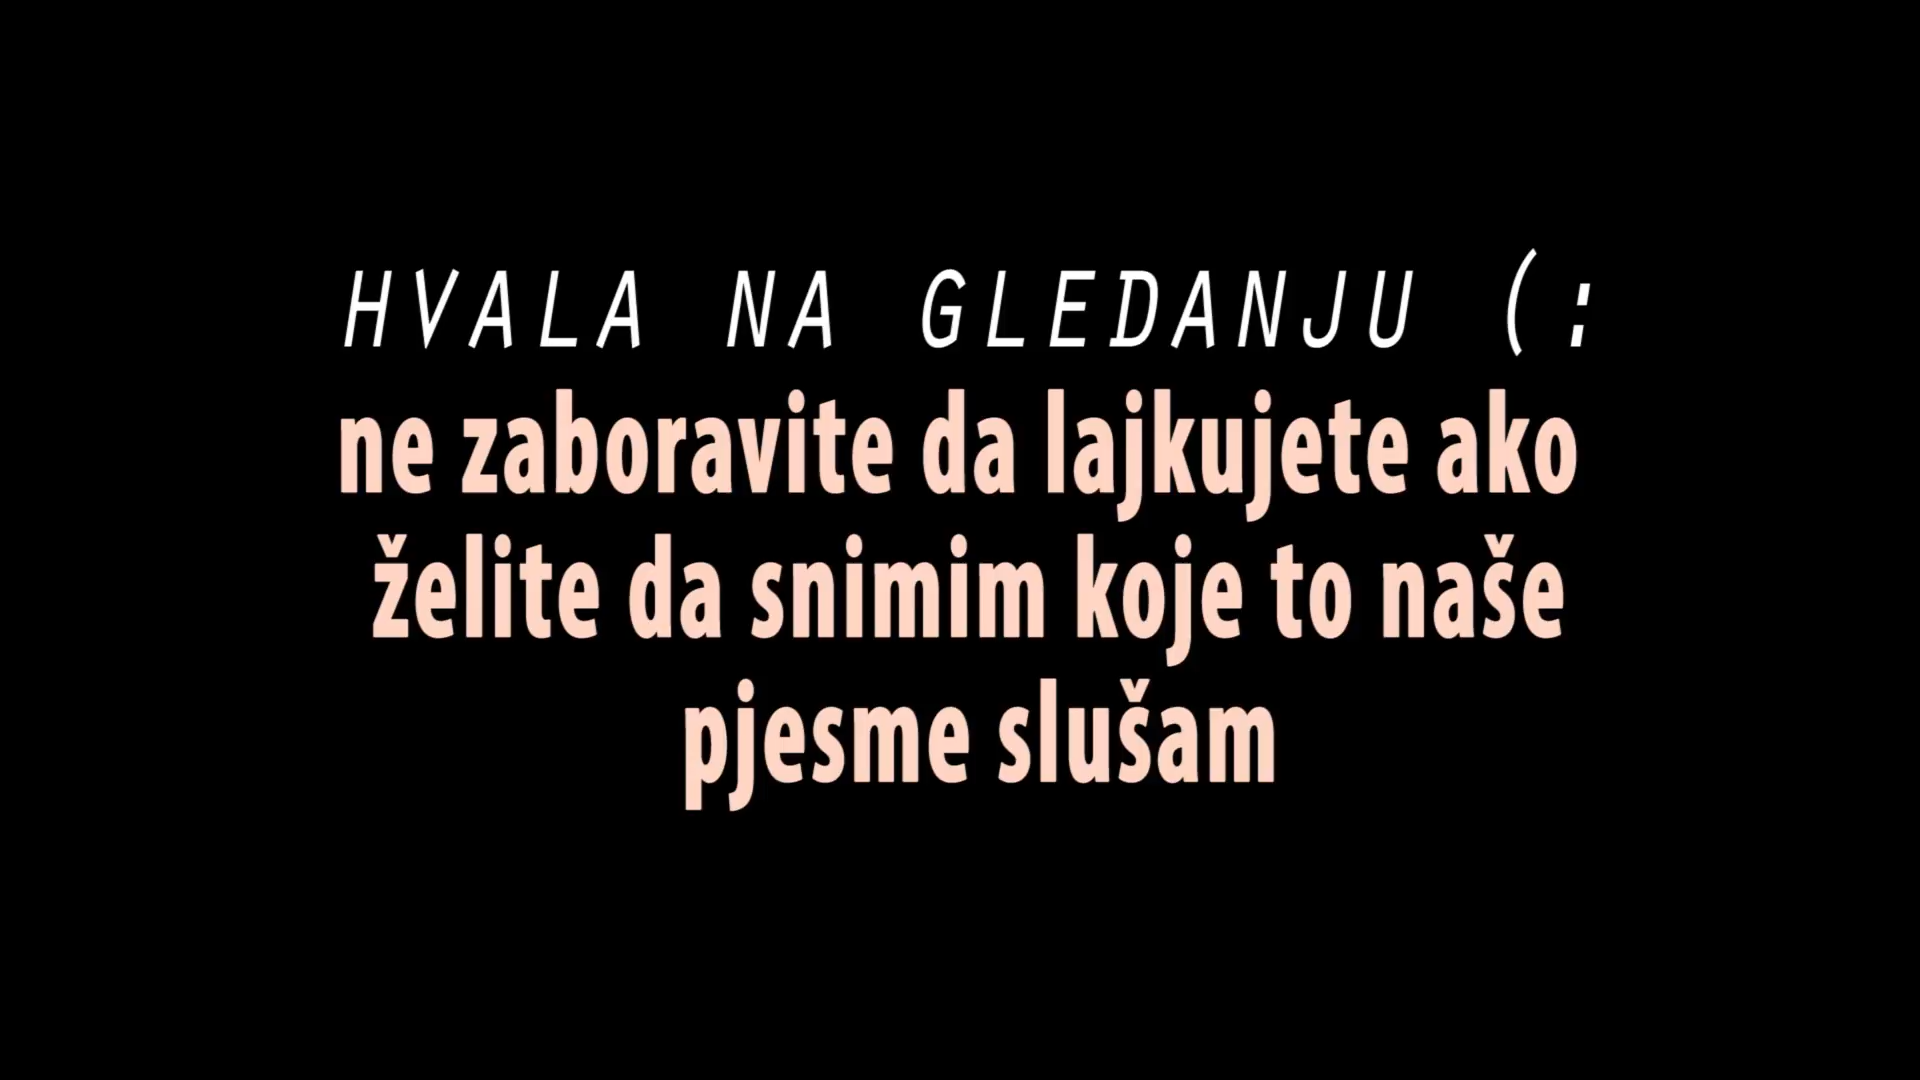 HVALA NA GLEDANJU (:
ne zaboravite da lajkujete ako
želite da snimim koje to naše
pjesme slušam